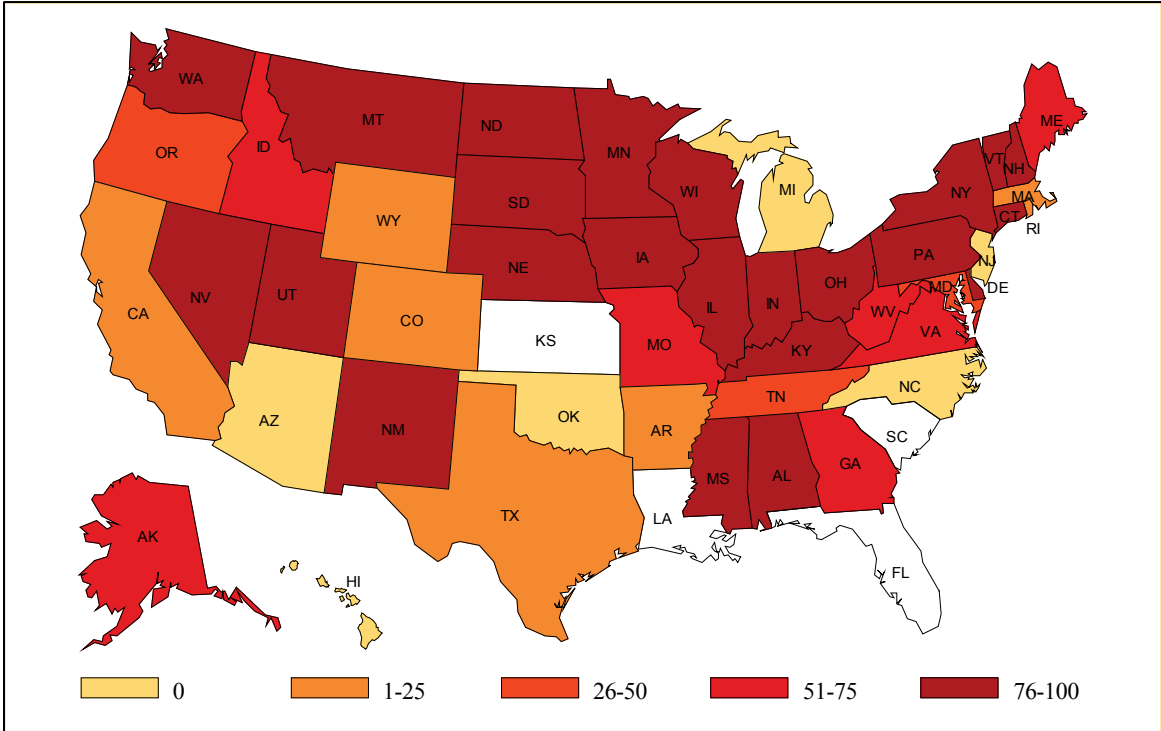 WA
MT
ND
MN
ME
OR
ID
SD
WI
MI
VT
NH
NY
MA
CT
RI
WY
NE
IA
PA
NJ
NV
UT
CO
IL
IN
OH
MD
DE
CA
KS
MO
WV
VA
KY
AZ
NM
OK
AR
TN
NC
SC
MS
AL
GA
TX
LA
AK
HI
FL
0
1-25
26-50
51-75
76-100